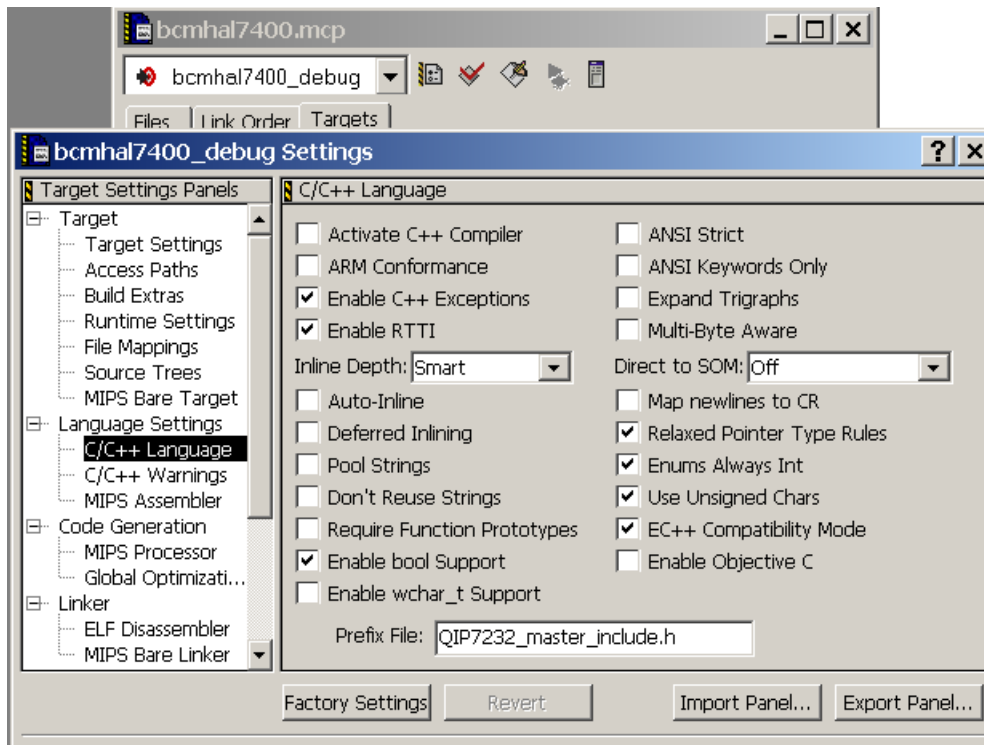 bcmhal7400.mcp
bcmhal7400_debug
Files Link Order Targets
bcmhal7400_debug Settings
Target Settings Panels
Target
Target Settings
Access Paths
Build Extras
Runtime Settings
File Mappings
Source Trees
MIPS Bare Target
Language Settings
C/C++ Language
C/C++ Warnings
MIPS Assembler
Code Generation
MIPS Processor
Global Optimizati...
Linker
ELF Disassembler
MIPS Bare Linker
C/C++ Language
Activate C++ Compiler ANSI Strict
ARM Conformance ANSI Keywords Only
Enable C++ Exceptions Expand Trigraphs
Enable RTTI Multi-Byte Aware
Inline Depth: Smart Direct to SOM: Off
Auto-Inline Map newlines to CR
Deferred Inlining Relaxed Pointer Type Rules
Pool Strings Enums Always Int
Don't Reuse Strings Use Unsigned Chars
Require Function Prototypes EC++ Compatibility Mode
Enable bool Support Enable Objective C
Enable wchar_t Support
Prefix File: QIP7232_master_include.h
Factory Settings Revert Import Panel... Export Panel...